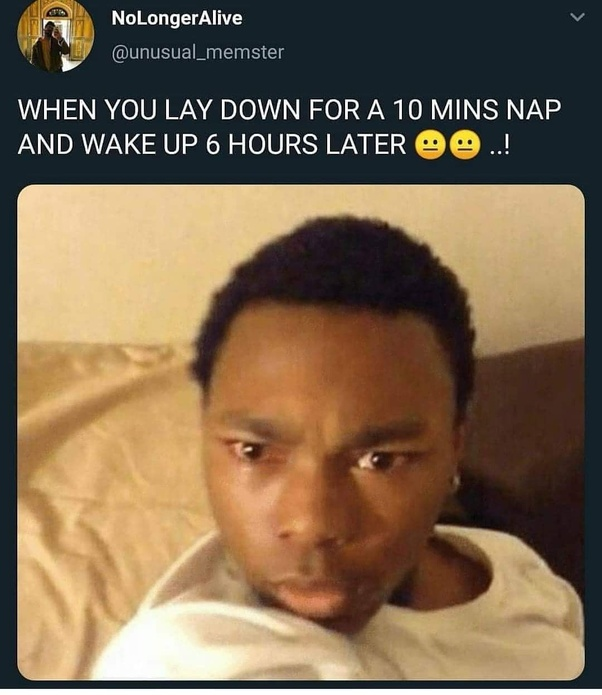 NoLongerAlive
@unusual_memster
WHEN YOU LAY DOWN FOR A 10 MINS NAP
AND WAKE UP 6 HOURS LATER 😐😐 ..!